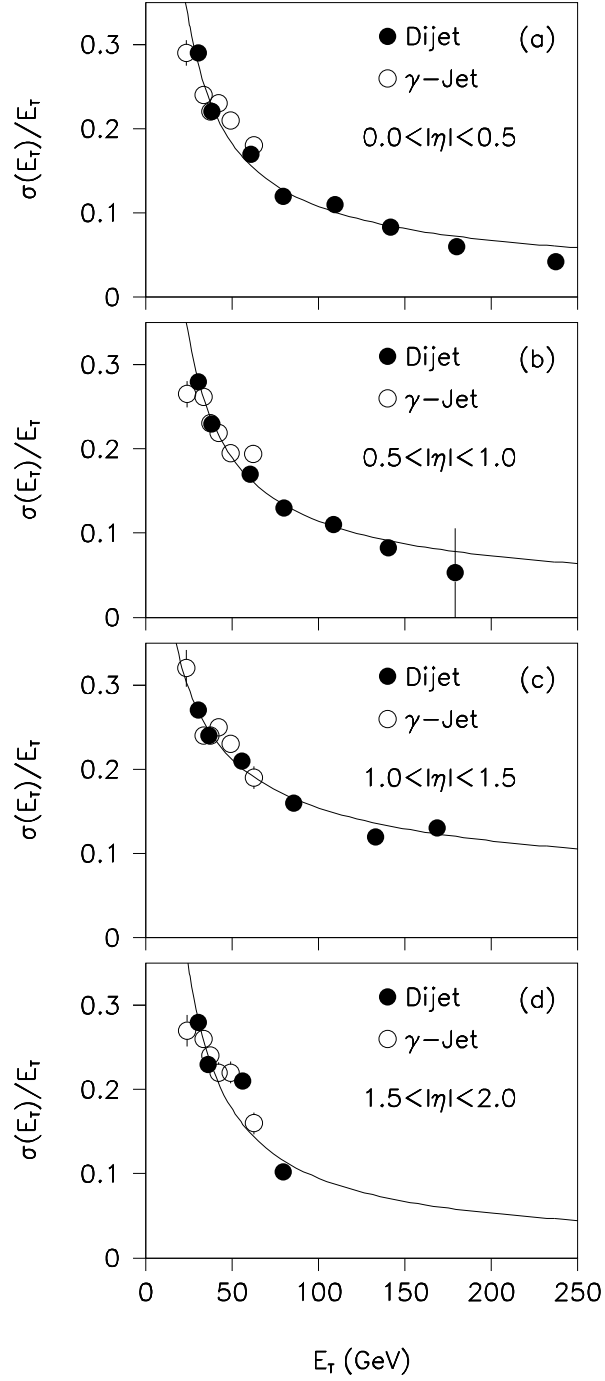 0.3
0.2
0.1
0
σ(E_T)/E_T
Dijet
(a)
γ-Jet
0.0<|η|<0.5
0.3
0.2
0.1
0
σ(E_T)/E_T
Dijet
(b)
γ-Jet
0.5<|η|<1.0
0.3
0.2
0.1
0
σ(E_T)/E_T
Dijet
(c)
γ-Jet
1.0<|η|<1.5
0.3
0.2
0.1
0
σ(E_T)/E_T
Dijet
(d)
γ-Jet
1.5<|η|<2.0
0 50 100 150 200 250
E_T (GeV)